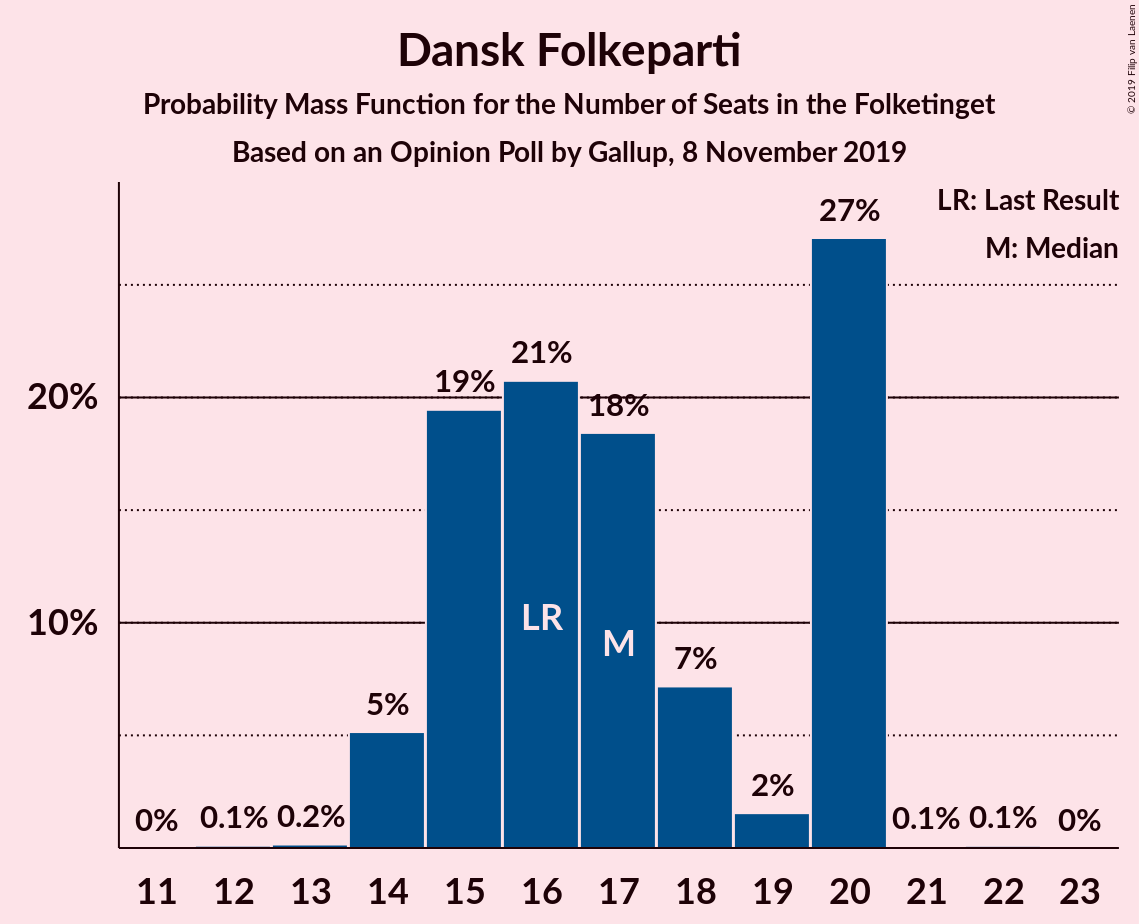 Dansk Folkeparti
Probability Mass Function for the Number of Seats in the Folketinget
Based on an Opinion Poll by Gallup, 8 November 2019
© 2019 Filip van Laenen
LR: Last Result
M: Median
20%
10%
0%
0.1%
0.2%
5%
19%
21%
18%
7%
2%
27%
0.1%
0.1%
0%
LR
M
11 12 13 14 15 16 17 18 19 20 21 22 23